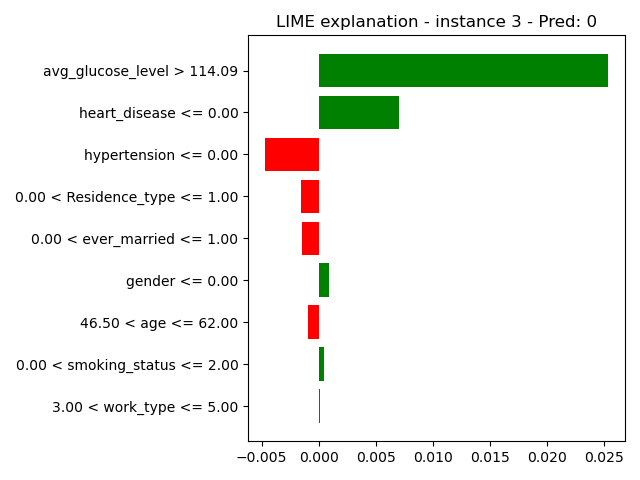 LIME explanation - instance 3 - Pred: 0
avg_glucose_level > 114.09
heart_disease <= 0.00
hypertension <= 0.00
0.00 < Residence_type <= 1.00
0.00 < ever_married <= 1.00
gender <= 0.00
46.50 < age <= 62.00
0.00 < smoking_status <= 2.00
3.00 < work_type <= 5.00
−0.005 0.000 0.005 0.010 0.015 0.020 0.025